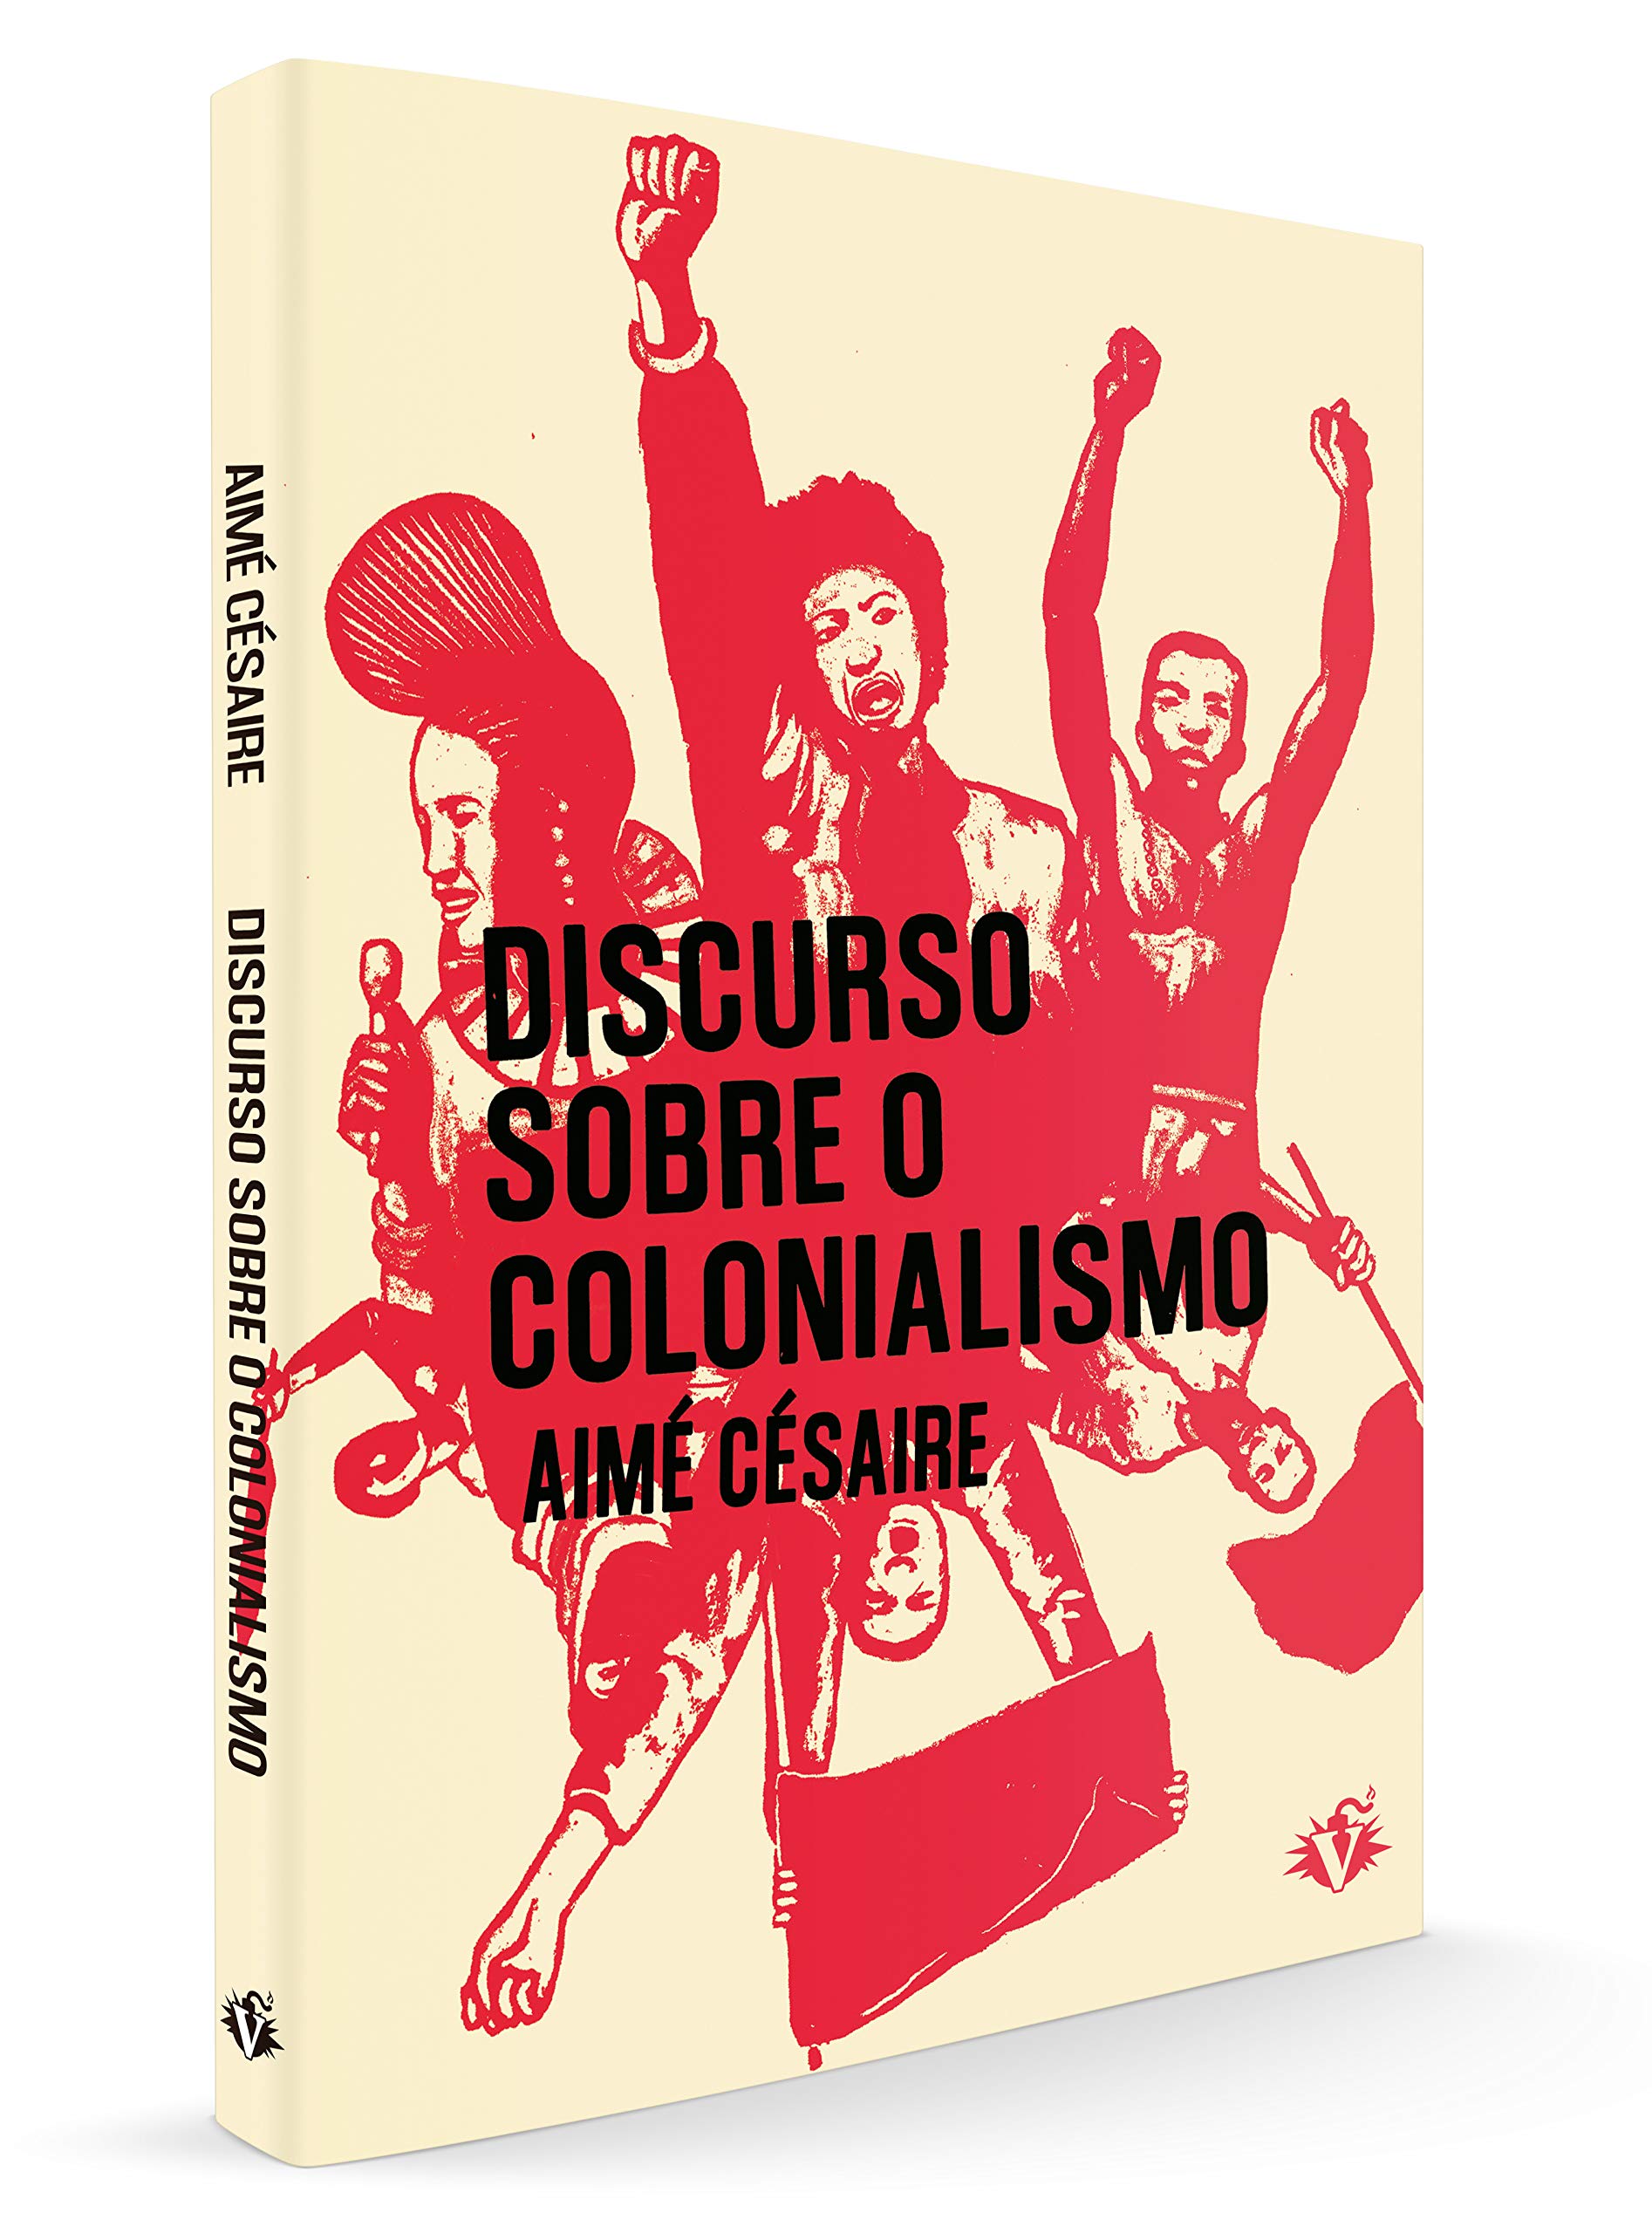 AIMÉ CÉSAIRE DISCURSO SOBRE O COLONIALISMO
V
DISCURSO
SOBRE O
COLONIALISMO
AIMÉ CÉSAIRE
V